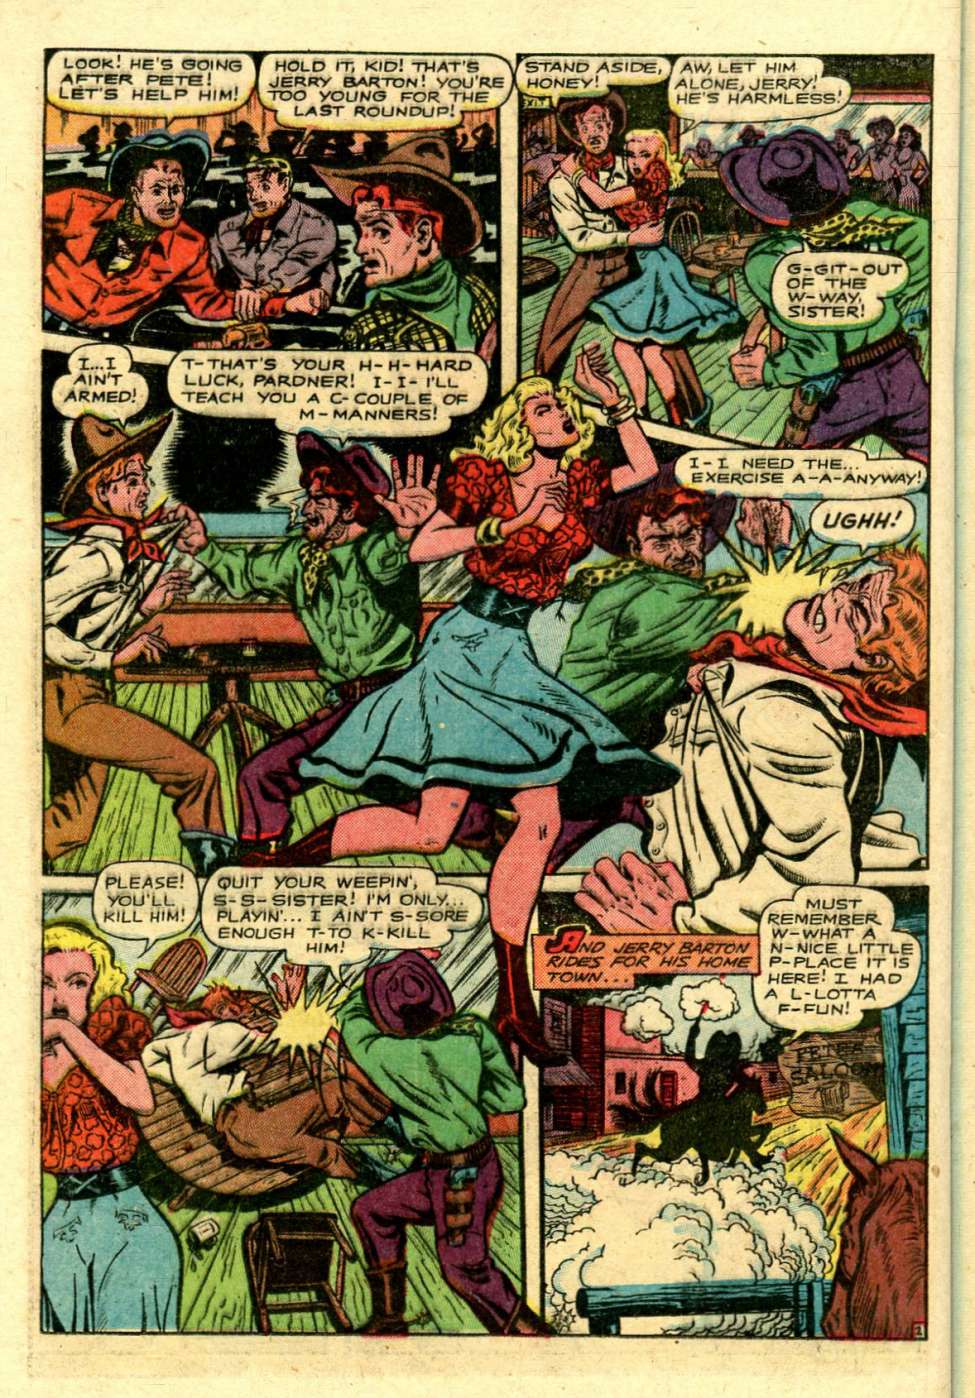 LOOK! HE'S GOING
AFTER PETE!
LET'S HELP HIM!
HOLD IT, KID! THAT'S
JERRY BARTON! YOU'RE
TOO YOUNG FOR THE
LAST ROUNDUP!
STAND ASIDE,
HONEY!
AW, LET HIM
ALONE, JERRY!
HE'S HARMLESS!
EXIT
G-GIT-OUT
OF THE
W-WAY,
SISTER!
I...I
AIN'T
ARMED!
T-THAT'S YOUR H-H-HARD
LUCK, PARDNER! I-I-I'LL
TEACH YOU A C-COUPLE OF
M-MANNERS!
I-I NEED THE...
EXERCISE A-A-ANYWAY!
UGHH!
PLEASE!
YOU'LL
KILL HIM!
QUIT YOUR WEEPIN',
S-S-SISTER! I'M ONLY...
PLAYIN'... I AIN'T S-SORE
ENOUGH T-TO K-KILL
HIM!
AND JERRY BARTON
RIDES FOR HIS HOME
TOWN...
MUST
REMEMBER
W-WHAT A
N-NICE LITTLE
P-PLACE IT IS
HERE! I HAD
A L-LOTTA
F-FUN!
PETE'S
SALOON